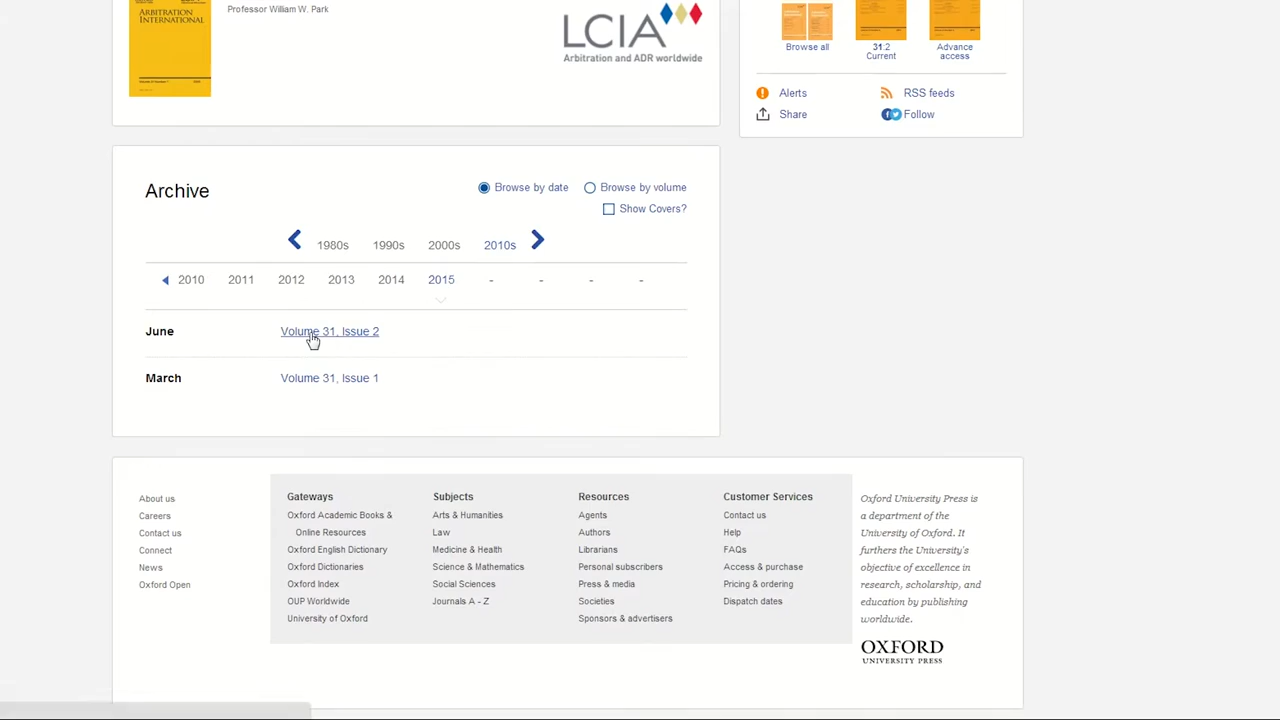 ARBITRATION
INTERNATIONAL
Professor William W. Park
LCIA
Arbitration and ADR worldwide
Browse all
31.2
Current
Advance
access
Alerts
RSS feeds
Share
Follow
Archive
Browse by date
Browse by volume
Show Covers?
1980s 1990s 2000s 2010s
2010 2011 2012 2013 2014 2015 - - - -
June Volume 31, Issue 2
March Volume 31, Issue 1
About us
Careers
Contact us
Connect
News
Oxford Open
Gateways
Oxford Academic Books &
Online Resources
Oxford English Dictionary
Oxford Dictionaries
Oxford Index
OUP Worldwide
University of Oxford
Subjects
Arts & Humanities
Law
Medicine & Health
Science & Mathematics
Social Sciences
Journals A - Z
Resources
Agents
Authors
Librarians
Personal subscribers
Press & media
Societies
Sponsors & advertisers
Customer Services
Contact us
Help
FAQs
Access & purchase
Pricing & ordering
Dispatch dates
Oxford University Press is
a department of the
University of Oxford. It
furthers the University's
objective of excellence in
research, scholarship, and
education by publishing
worldwide.
OXFORD
UNIVERSITY PRESS